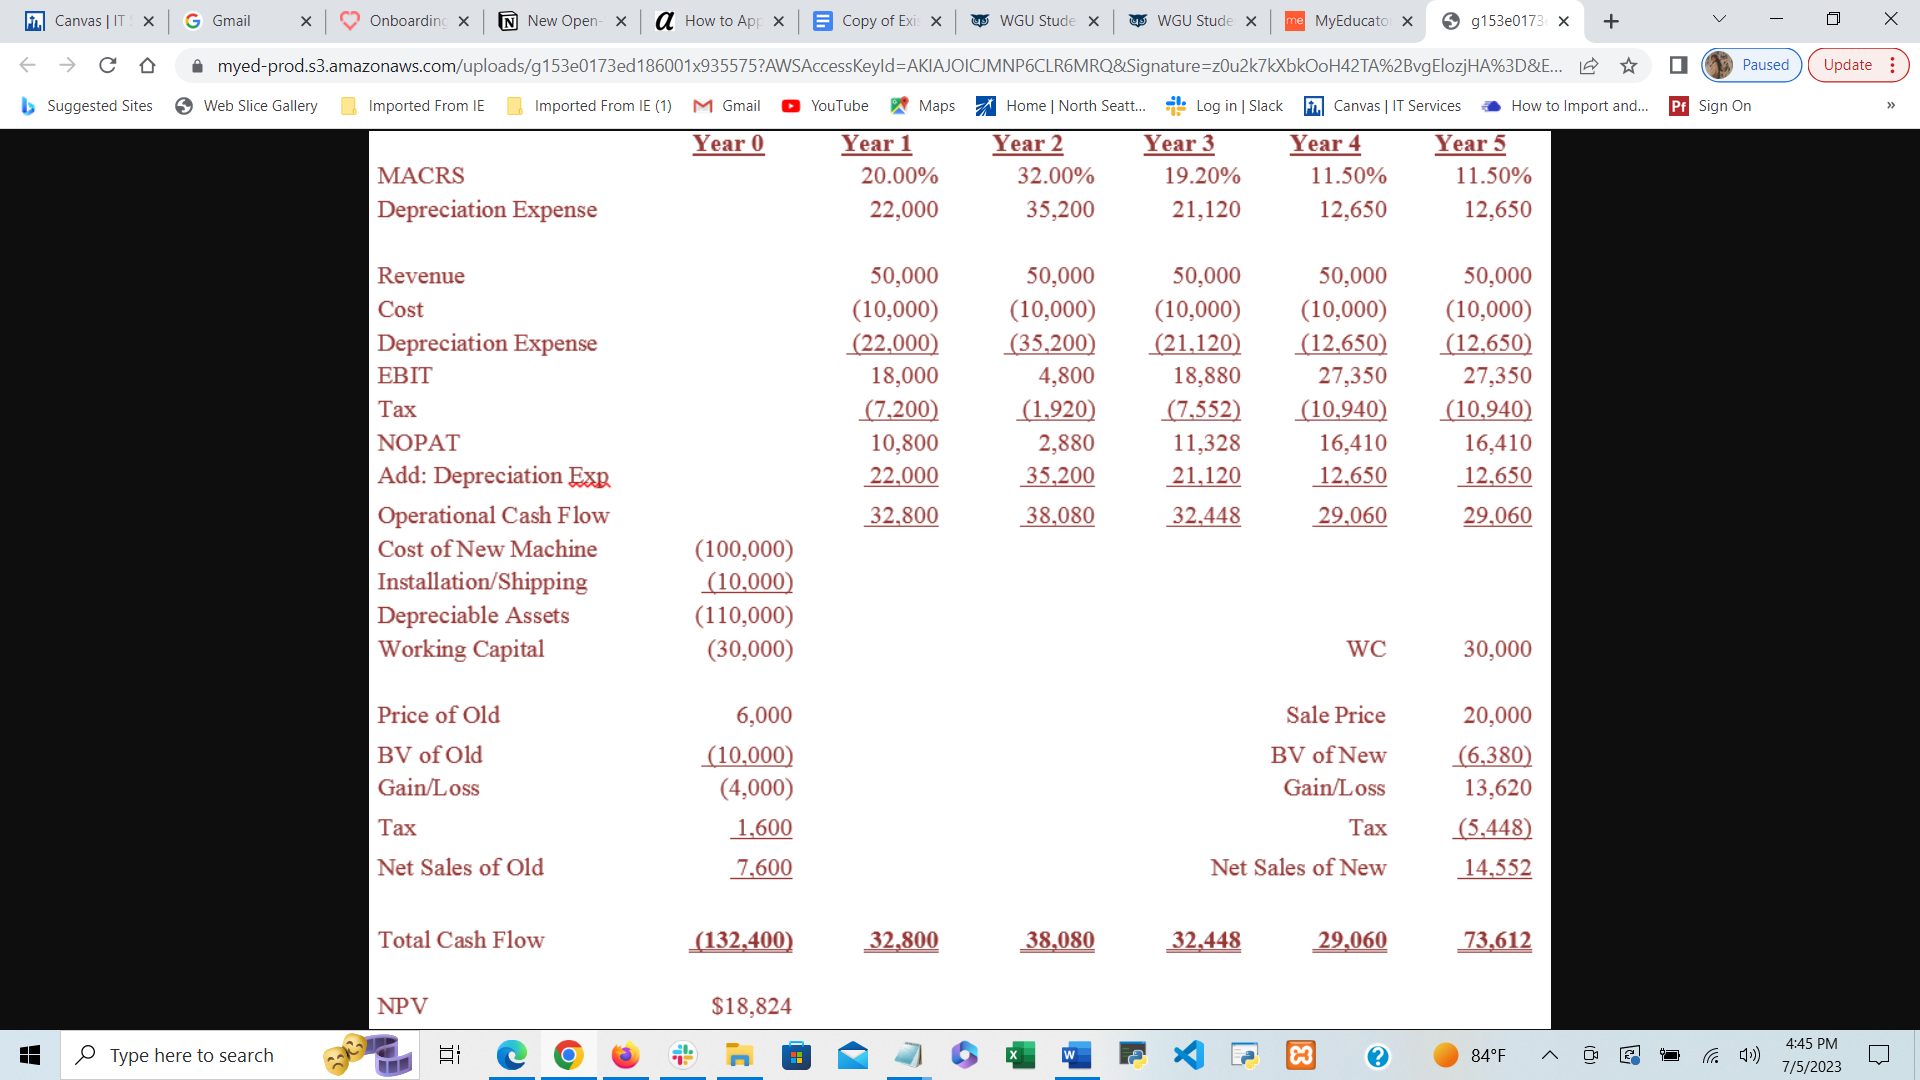 Canvas | IT S
Gmail
Onboarding
New Open-
How to App
Copy of Exis
WGU Stude
WGU Stude
MyEducato
g153e0173
myed-prod.s3.amazonaws.com/uploads/g153e0173ed186001x935575?AWSAccessKeyId=AKIAJOICJMNP6CLR6MRQ&Signature=z0u2k7kXbkOoH42TA%2BvgElozjHA%3D&E...
Paused
Update
Suggested Sites
Web Slice Gallery
Imported From IE
Imported From IE (1)
Gmail
YouTube
Maps
Home | North Seatt...
Log in | Slack
Canvas | IT Services
How to Import and...
Pf Sign On
»
Year 0 Year 1 Year 2 Year 3 Year 4 Year 5
MACRS 20.00% 32.00% 19.20% 11.50% 11.50%
Depreciation Expense 22,000 35,200 21,120 12,650 12,650
Revenue 50,000 50,000 50,000 50,000 50,000
Cost (10,000) (10,000) (10,000) (10,000) (10,000)
Depreciation Expense (22,000) (35,200) (21,120) (12,650) (12,650)
EBIT 18,000 4,800 18,880 27,350 27,350
Tax (7,200) (1,920) (7,552) (10,940) (10,940)
NOPAT 10,800 2,880 11,328 16,410 16,410
Add: Depreciation Exp 22,000 35,200 21,120 12,650 12,650
Operational Cash Flow 32,800 38,080 32,448 29,060 29,060
Cost of New Machine (100,000)
Installation/Shipping (10,000)
Depreciable Assets (110,000)
Working Capital (30,000) WC 30,000
Price of Old 6,000 Sale Price 20,000
BV of Old (10,000) BV of New (6,380)
Gain/Loss (4,000) Gain/Loss 13,620
Tax 1,600 Tax (5,448)
Net Sales of Old 7,600 Net Sales of New 14,552
Total Cash Flow (132,400) 32,800 38,080 32,448 29,060 73,612
NPV $18,824
Type here to search
84°F
4:45 PM
7/5/2023